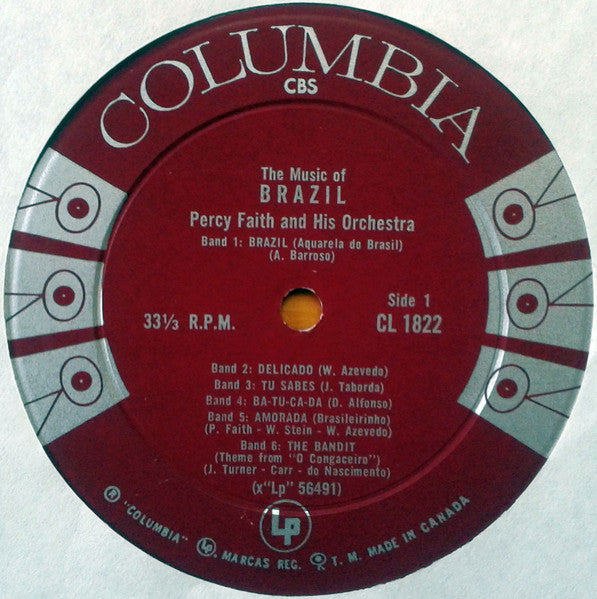 COLUMBIA
CBS
The Music of
BRAZIL
Percy Faith and His Orchestra
Band 1: BRAZIL (Aquarela do Brasil)
(A. Barroso)
33⅓ R.P.M.
Side 1
CL 1822
Band 2: DELICADO (W. Azevedo)
Band 3: TU SABES (J. Taborda)
Band 4: BA-TU-CA-DA (D. Alfonso)
Band 5: AMORADA (Brasileirinho)
(P. Faith - W. Stein - W. Azevedo)
Band 6: THE BANDIT
(Theme from "O Congaceiro")
(J. Turner - Carr - do Nascimento)
(x"Lp" 56491)
Lp
® "COLUMBIA" Lp. MARCAS REG. T. M. MADE IN CANADA